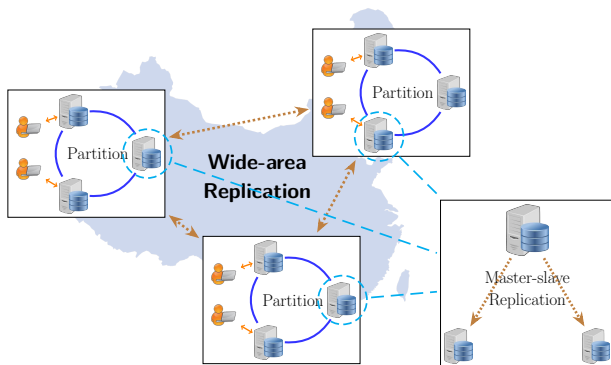 Partition
Partition
Wide-area
Replication
Partition
Master-slave
Replication